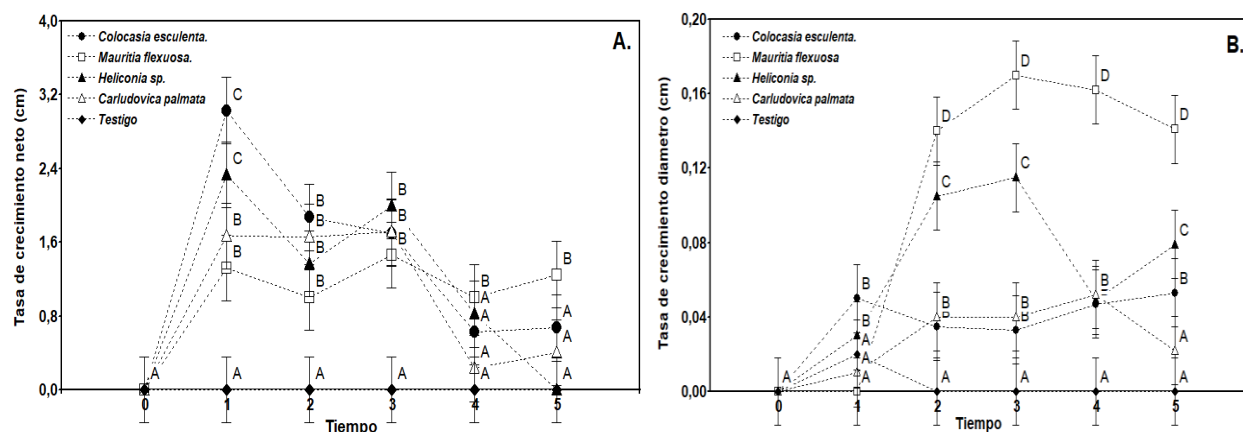 A.
Tasa de crecimiento neto (cm)
4,0
3,2
2,4
1,6
0,8
0,0
Colocasia esculenta.
Mauritia flexuosa.
Heliconia sp.
Carludovica palmata
Testigo
A
C
C
B
B
A
B
B
B
B
A
B
B
B
B
A
B
A
A
A
A
B
A
A
A
A
0 1 2 3 4 5
Tiempo
B.
Tasa de crecimiento diametro (cm)
0,20
0,16
0,12
0,08
0,04
0,00
Colocasia esculenta.
Mauritia flexuosa
Heliconia sp.
Carludovica palmata
Testigo
A
B
B
A
A
A
D
C
B
B
A
D
C
B
B
A
D
B
A
D
C
B
A
A
0 1 2 3 4 5
Tiempo